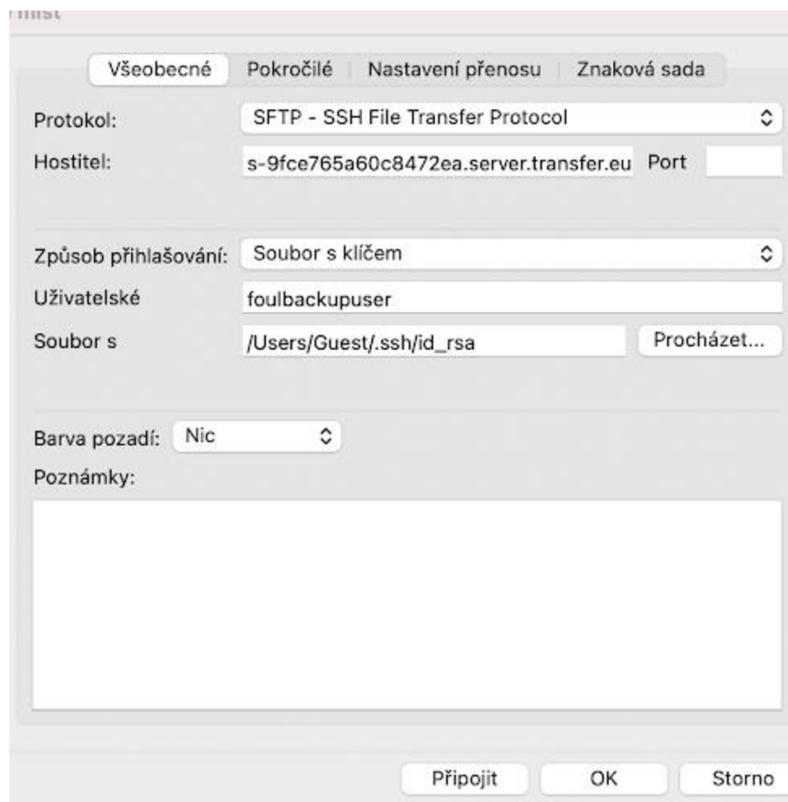 míst
Všeobecné Pokročilé Nastavení přenosu Znaková sada
Protokol: SFTP - SSH File Transfer Protocol
Hostitel: s-9fce765a60c8472ea.server.transfer.eu Port
Způsob přihlašování: Soubor s klíčem
Uživatelské foulbackupuser
Soubor s /Users/Guest/.ssh/id_rsa Procházet...
Barva pozadí: Nic
Poznámky:
Připojit OK Storno